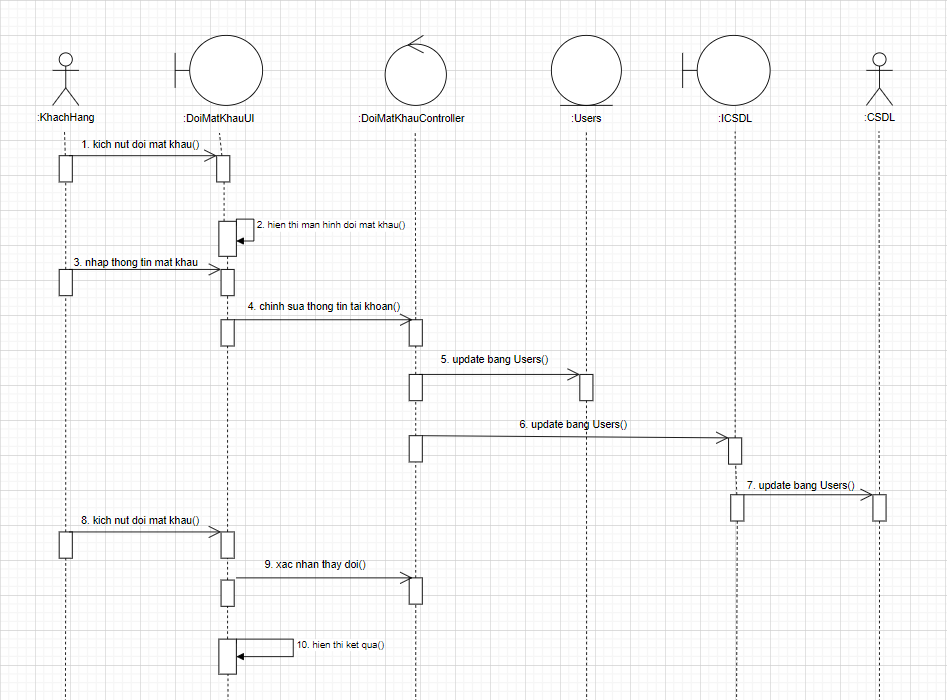 :KhachHang
:DoiMatKhauUI
:DoiMatKhauController
:Users
:ICSDL
:CSDL
1. kich nut doi mat khau()
2. hien thi man hinh doi mat khau()
3. nhap thong tin mat khau
4. chinh sua thong tin tai khoan()
5. update bang Users()
6. update bang Users()
7. update bang Users()
8. kich nut doi mat khau()
9. xac nhan thay doi()
10. hien thi ket qua()